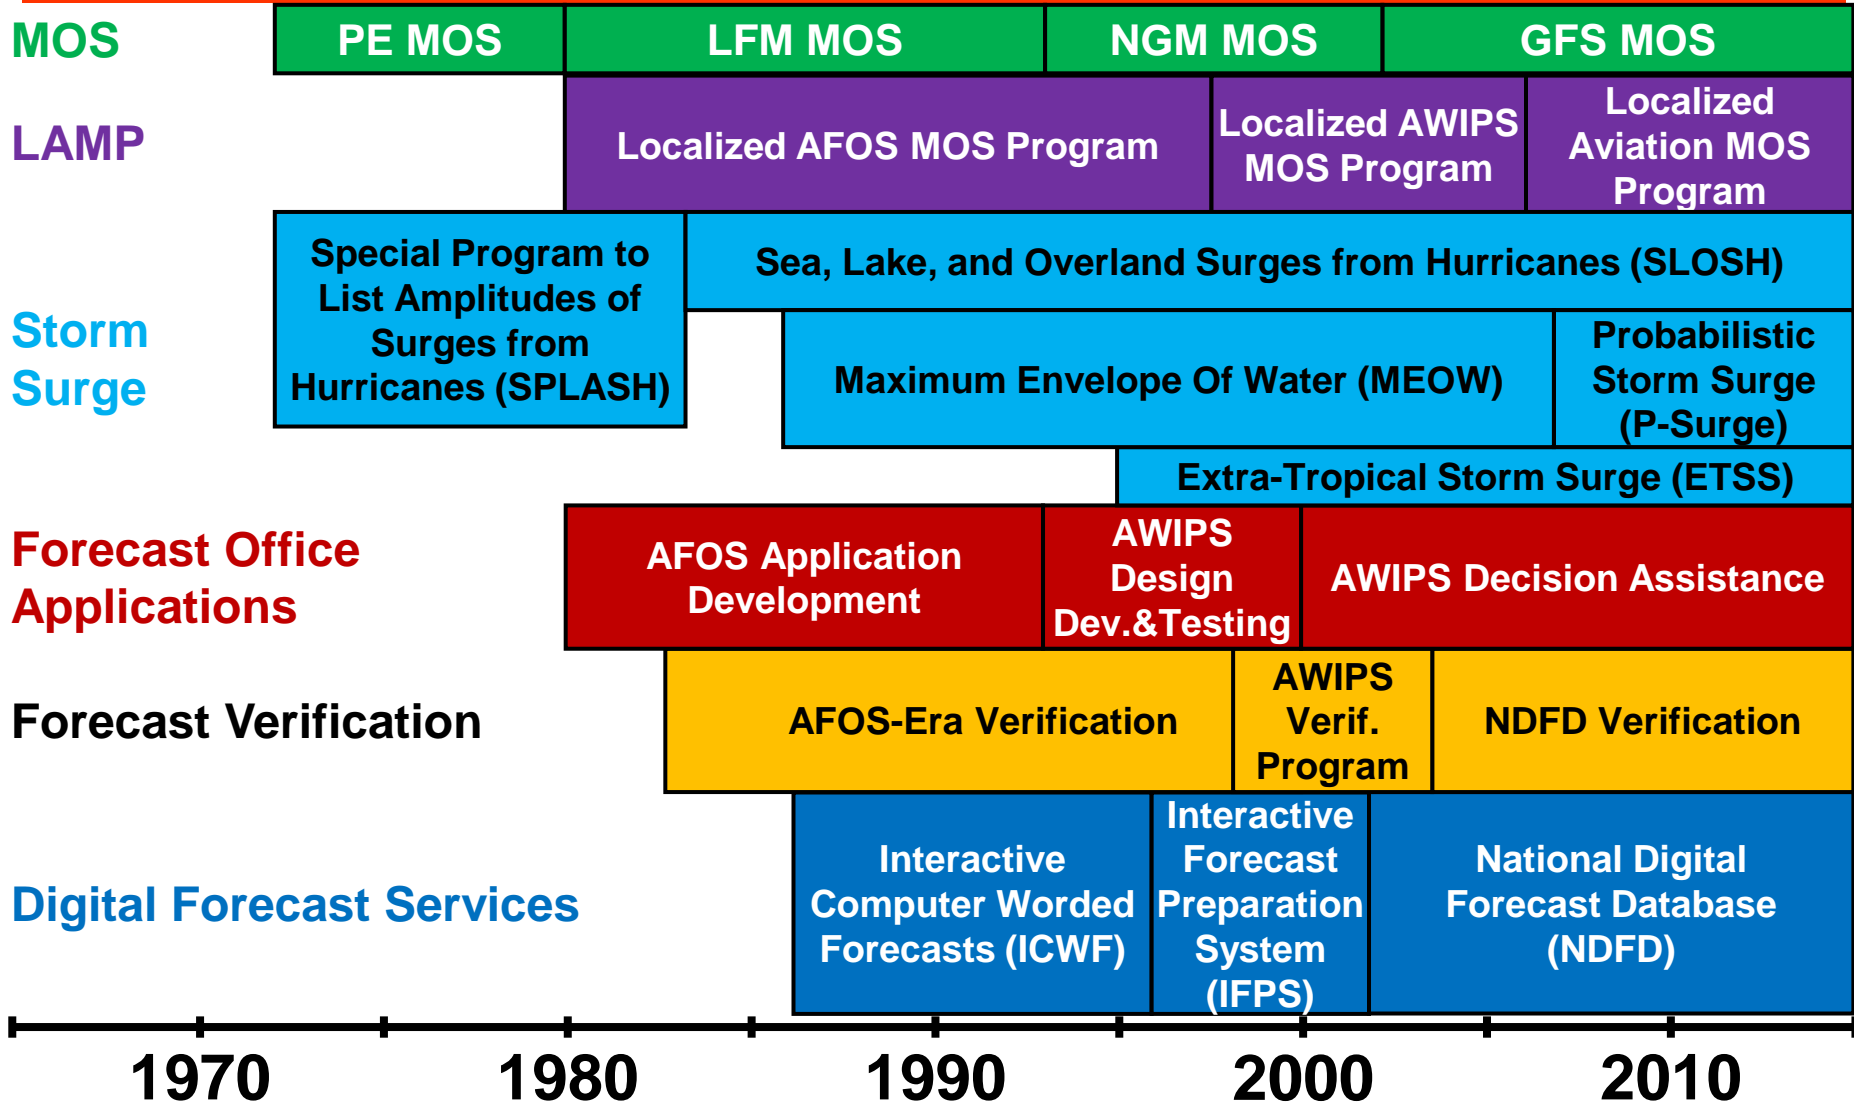 MOS
PE MOS
LFM MOS
NGM MOS
GFS MOS
LAMP
Localized AFOS MOS Program
Localized AWIPS
MOS Program
Localized
Aviation MOS
Program
Storm
Surge
Special Program to
List Amplitudes of
Surges from
Hurricanes (SPLASH)
Sea, Lake, and Overland Surges from Hurricanes (SLOSH)
Maximum Envelope Of Water (MEOW)
Probabilistic
Storm Surge
(P-Surge)
Extra-Tropical Storm Surge (ETSS)
Forecast Office
Applications
AFOS Application
Development
AWIPS
Design
Dev.&Testing
AWIPS Decision Assistance
Forecast Verification
AFOS-Era Verification
AWIPS
Verif.
Program
NDFD Verification
Digital Forecast Services
Interactive
Computer Worded
Forecasts (ICWF)
Interactive
Forecast
Preparation
System
(IFPS)
National Digital
Forecast Database
(NDFD)
1970
1980
1990
2000
2010